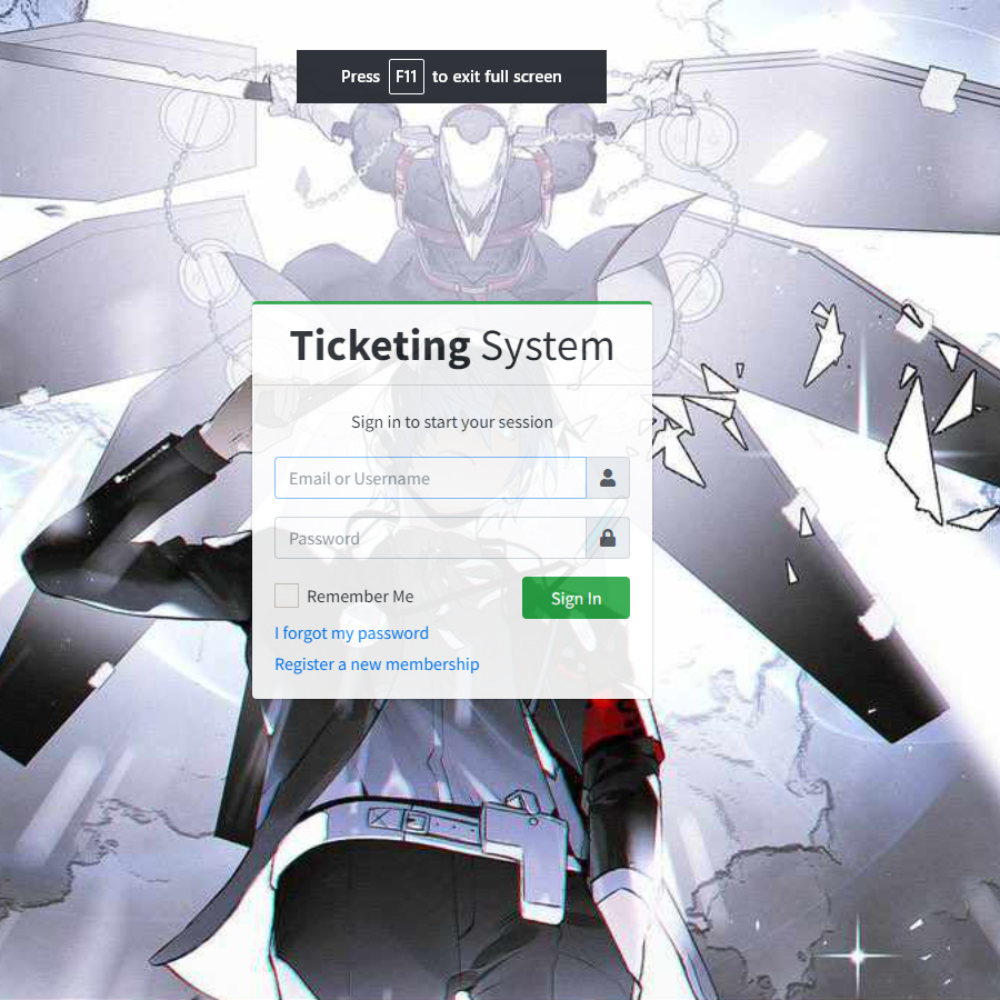 Press F11 to exit full screen
Ticketing System
Sign in to start your session
Email or Username
Password
Remember Me
Sign In
I forgot my password
Register a new membership